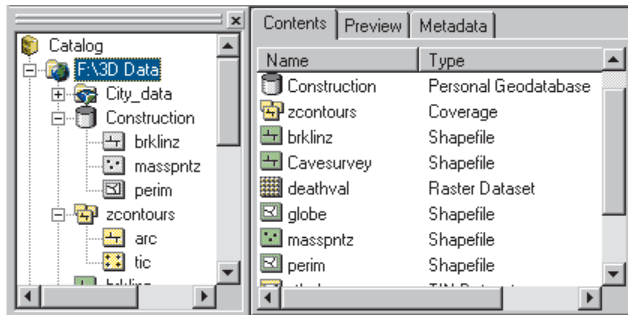 Catalog
F:\3D Data
City_data
Construction
brklinz
masspntz
perim
zcontours
arc
tic
Contents Preview Metadata
Name Type
Construction Personal Geodatabase
zcontours Coverage
brklinz Shapefile
Cavesurvey Shapefile
deathval Raster Dataset
globe Shapefile
masspntz Shapefile
perim Shapefile